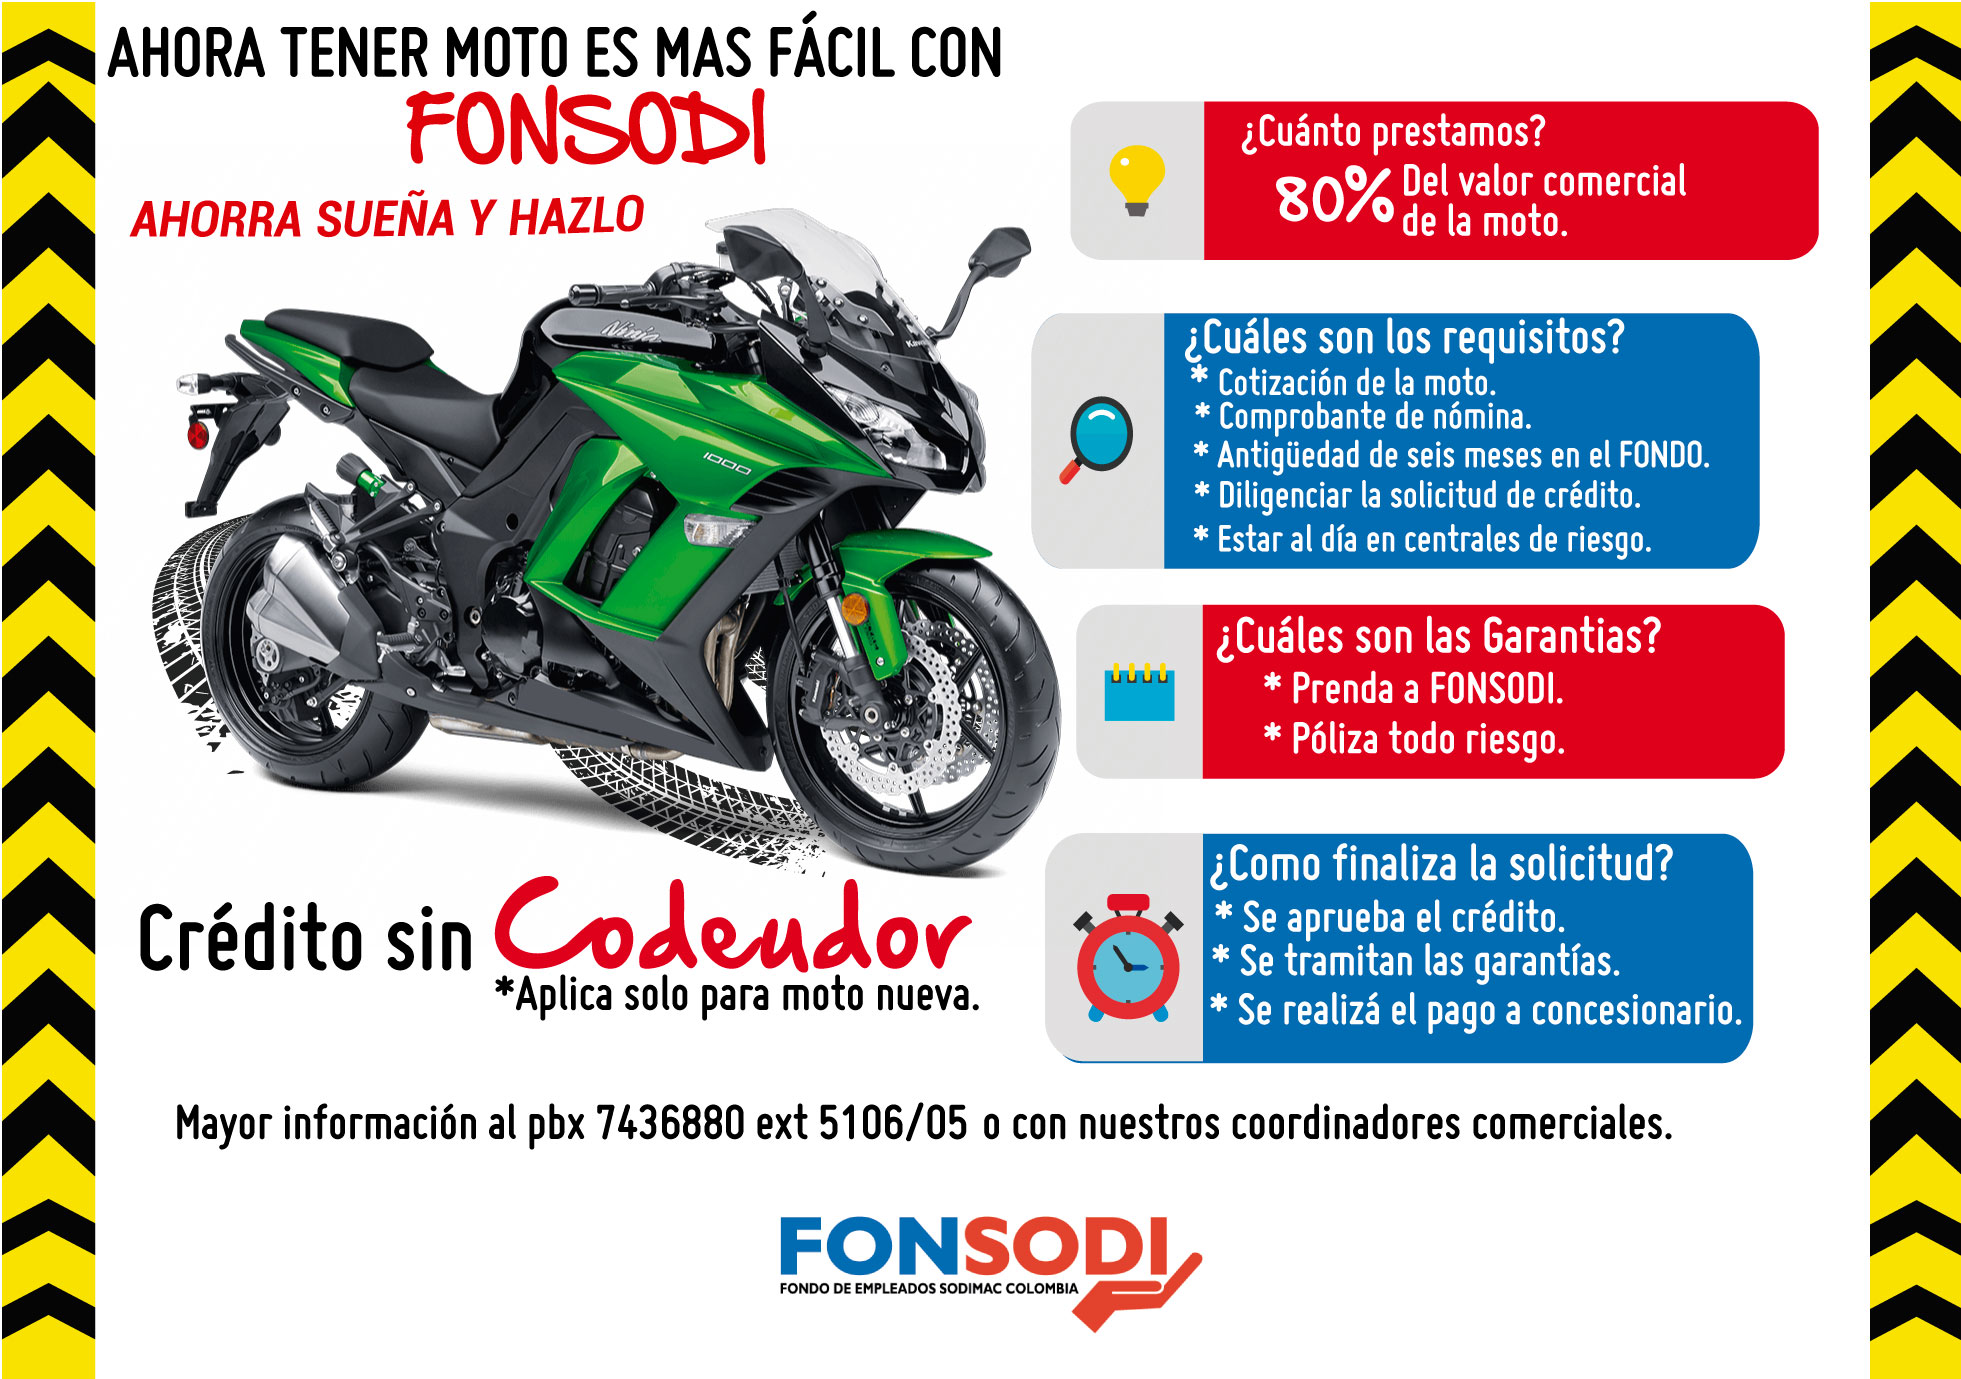 AHORA TENER MOTO ES MAS FÁCIL CON
FONSODI
AHORRA SUEÑA Y HAZLO
Ninja
Kawa
1000
Crédito sin Codeudor
*Aplica solo para moto nueva.
¿Cuánto prestamos?
80% Del valor comercial
de la moto.
¿Cuáles son los requisitos?
* Cotización de la moto.
* Comprobante de nómina.
* Antigüedad de seis meses en el FONDO.
* Diligenciar la solicitud de crédito.
* Estar al día en centrales de riesgo.
¿Cuáles son las Garantias?
* Prenda a FONSODI.
* Póliza todo riesgo.
¿Como finaliza la solicitud?
* Se aprueba el crédito.
* Se tramitan las garantías.
* Se realizá el pago a concesionario.
Mayor información al pbx 7436880 ext 5106/05 o con nuestros coordinadores comerciales.
FONSODI
FONDO DE EMPLEADOS SODIMAC COLOMBIA